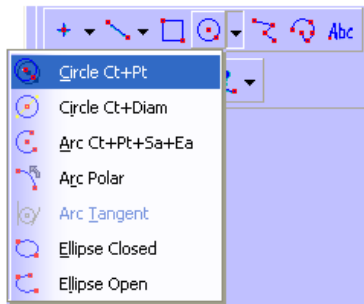 Abc
Circle Ct+Pt
Circle Ct+Diam
Arc Ct+Pt+Sa+Ea
Arc Polar
Arc Tangent
Ellipse Closed
Ellipse Open